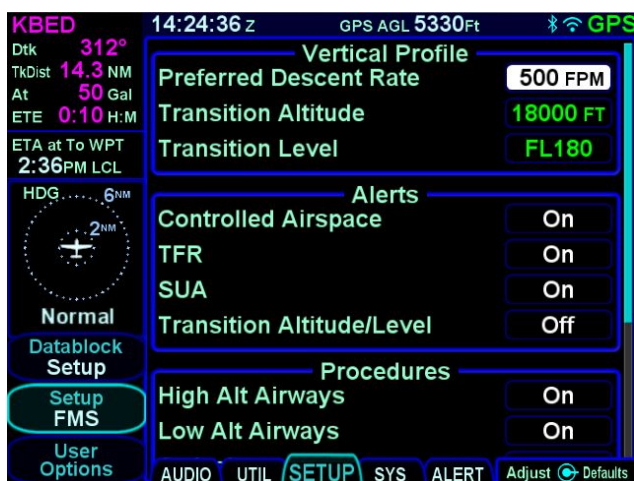 KBED
Dtk 312°
TkDist 14.3 NM
At 50 Gal
ETE 0:10 H:M
ETA at To WPT
2:36PM LCL
HDG 6NM
2NM
Normal
Datablock
Setup
Setup
FMS
User
Options
14:24:36 Z GPS AGL 5330Ft GPS
Vertical Profile
Preferred Descent Rate 500 FPM
Transition Altitude 18000 FT
Transition Level FL180
Alerts
Controlled Airspace On
TFR On
SUA On
Transition Altitude/Level Off
Procedures
High Alt Airways On
Low Alt Airways On
AUDIO UTIL SETUP SYS ALERT Adjust Defaults